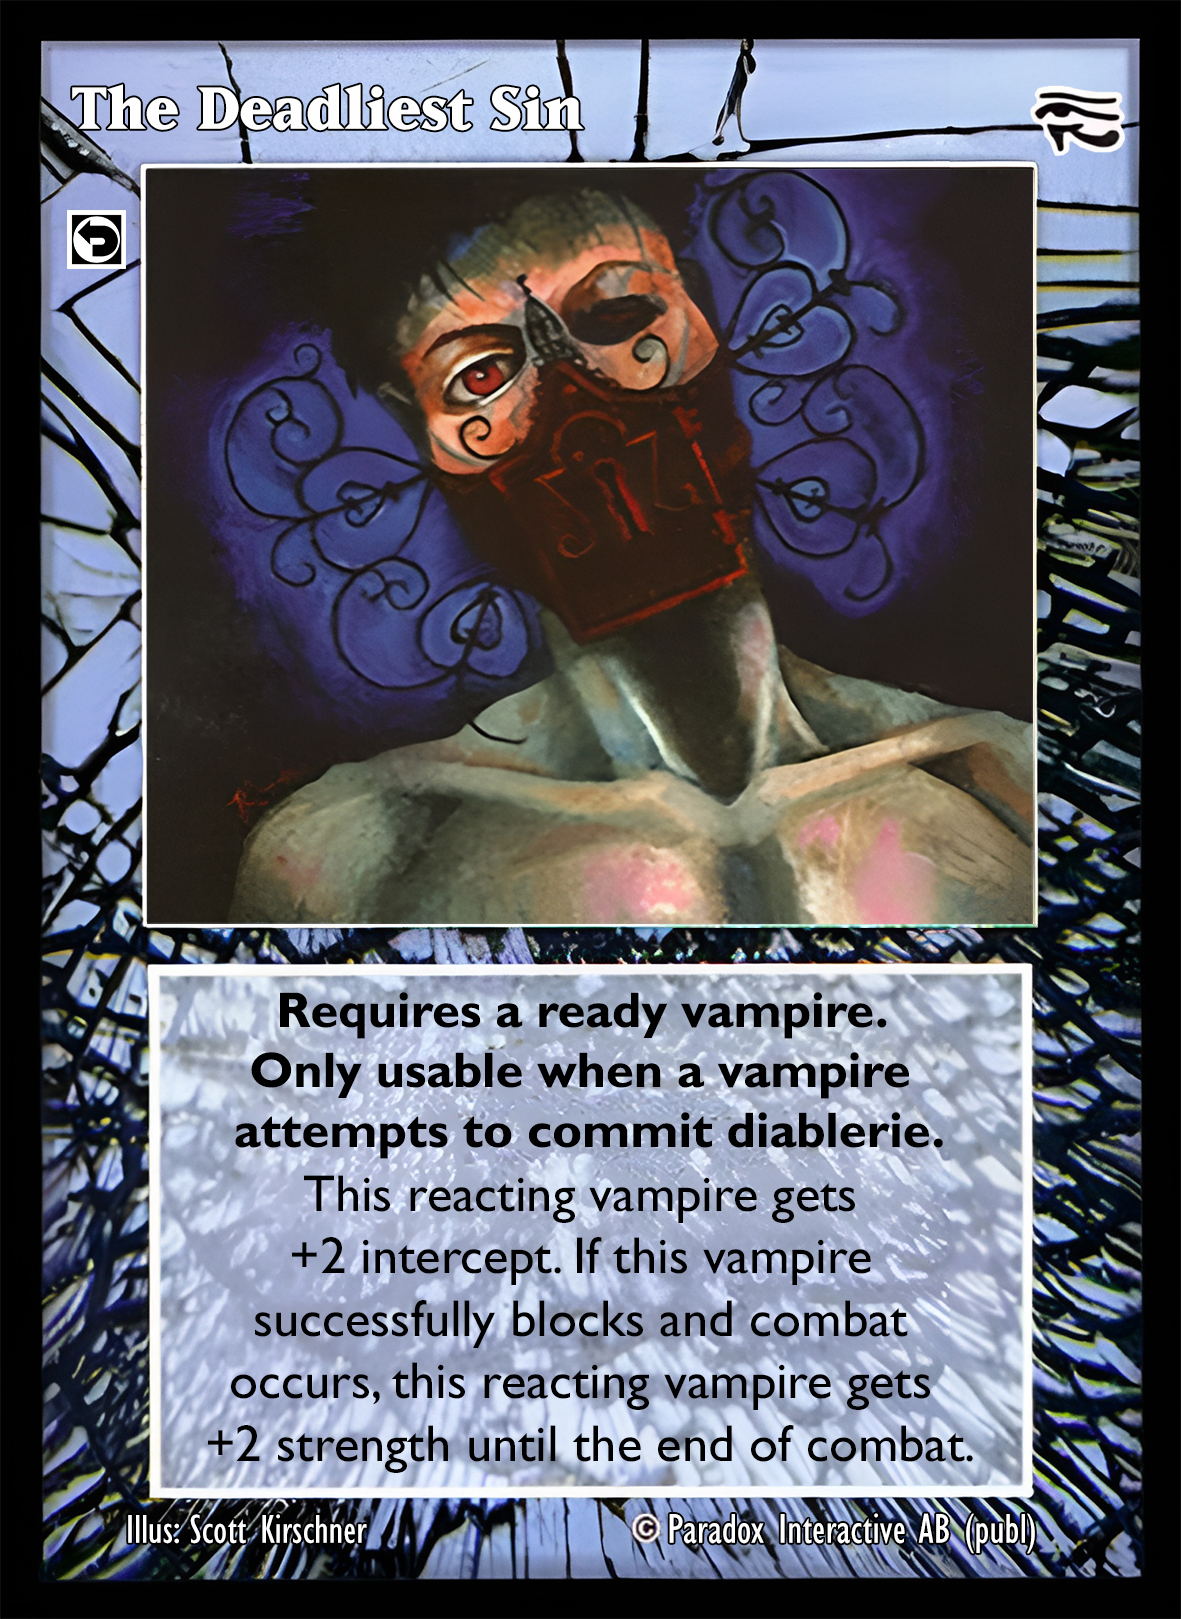 The Deadliest Sin
Requires a ready vampire.
Only usable when a vampire
attempts to commit diablerie.
This reacting vampire gets
+2 intercept. If this vampire
successfully blocks and combat
occurs, this reacting vampire gets
+2 strength until the end of combat.
Illus: Scott Kirschner
© Paradox Interactive AB (publ)